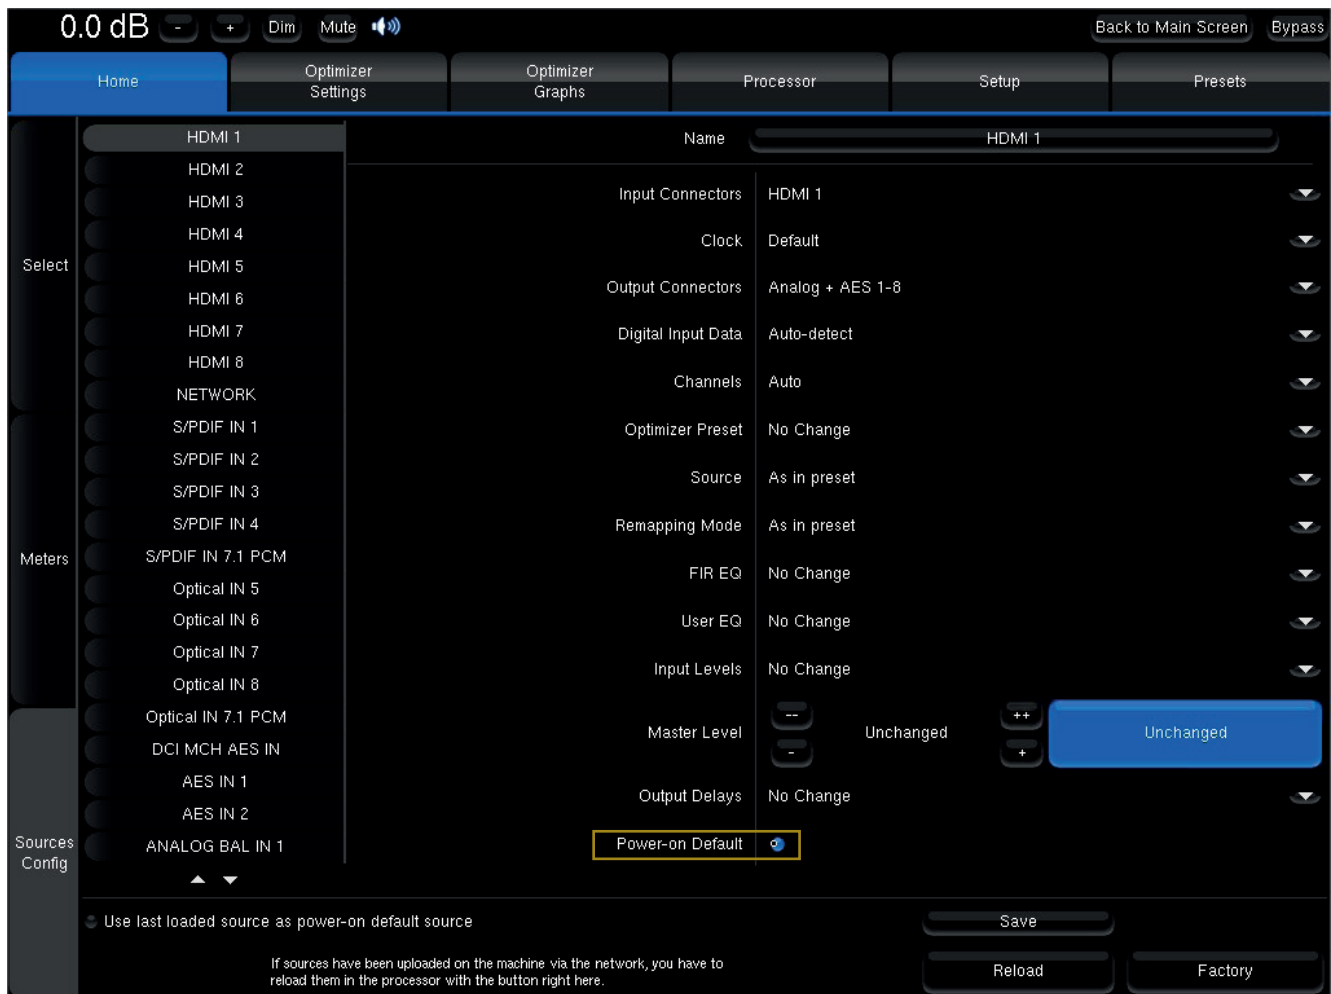 0.0 dB - + Dim Mute Back to Main Screen Bypass
Home
Optimizer
Settings
Optimizer
Graphs
Processor
Setup
Presets
Select
Meters
Sources
Config
HDMI 1
HDMI 2
HDMI 3
HDMI 4
HDMI 5
HDMI 6
HDMI 7
HDMI 8
NETWORK
S/PDIF IN 1
S/PDIF IN 2
S/PDIF IN 3
S/PDIF IN 4
S/PDIF IN 7.1 PCM
Optical IN 5
Optical IN 6
Optical IN 7
Optical IN 8
Optical IN 7.1 PCM
DCI MCH AES IN
AES IN 1
AES IN 2
ANALOG BAL IN 1
Name HDMI 1
Input Connectors HDMI 1
Clock Default
Output Connectors Analog + AES 1-8
Digital Input Data Auto-detect
Channels Auto
Optimizer Preset No Change
Source As in preset
Remapping Mode As in preset
FIR EQ No Change
User EQ No Change
Input Levels No Change
Master Level -- - Unchanged ++ + Unchanged
Output Delays No Change
Power-on Default
Use last loaded source as power-on default source
Save
If sources have been uploaded on the machine via the network, you have to
reload them in the processor with the button right here.
Reload
Factory